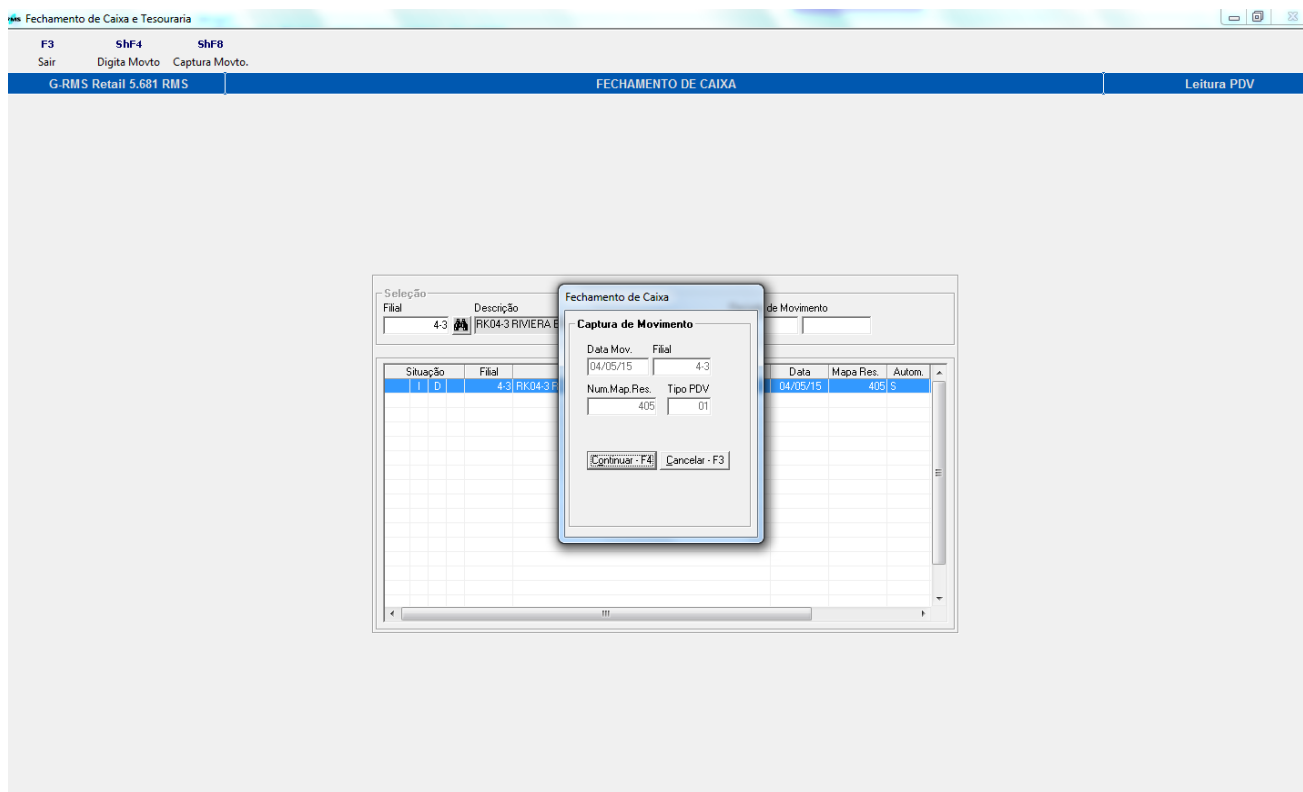 Fechamento de Caixa e Tesouraria
F3 ShF4 ShF8
Sair Digita Movto Captura Movto.
G-RMS Retail 5.681 RMS FECHAMENTO DE CAIXA Leitura PDV
Seleção
Filial Descrição de Movimento
4-3 RK04-3 RIVIERA
Situação Filial Data Mapa Res. Autom.
I D 4-3 RK04-3 04/05/15 405 S
Fechamento de Caixa
Captura de Movimento
Data Mov. Filial
04/05/15 4-3
Num.Map.Res. Tipo PDV
405 01
Continuar - F4 Cancelar - F3